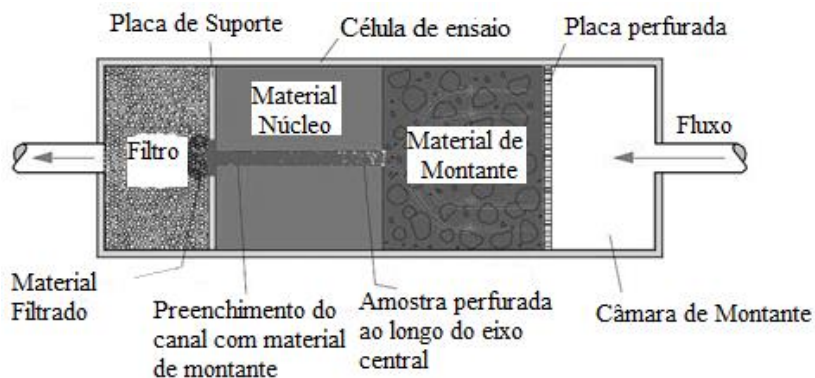 Placa de Suporte
Célula de ensaio
Placa perfurada
Material
Núcleo
Filtro
Material de
Montante
Fluxo
Material
Filtrado
Preenchimento do
canal com material
de montante
Amostra perfurada
ao longo do eixo
central
Câmara de Montante